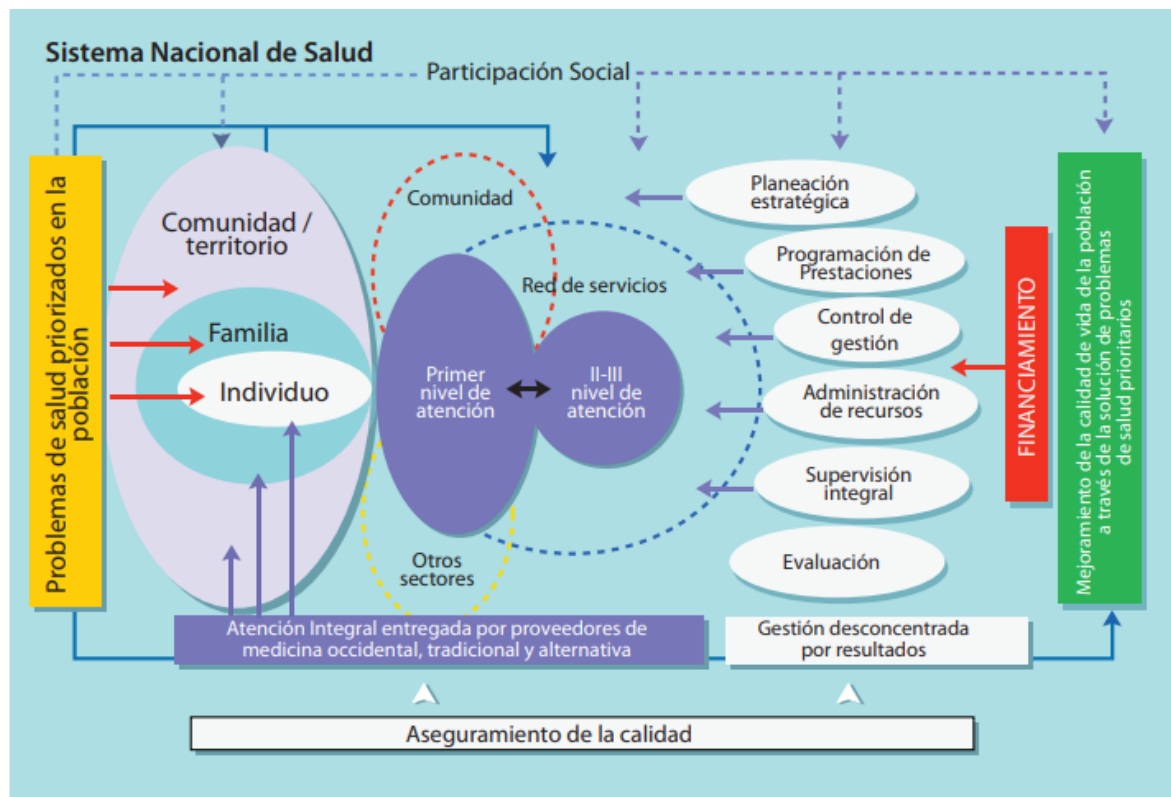 Sistema Nacional de Salud
Participación Social
Problemas de salud priorizados en la
población
Comunidad /
territorio
Familia
Individuo
Comunidad
Red de servicios
Primer
nivel de
atención
II-III
nivel de
atención
Otros
sectores
Planeación
estratégica
Programación de
Prestaciones
Control de
gestión
Administración
de recursos
Supervisión
integral
Evaluación
FINANCIAMIENTO
Mejoramiento de la calidad de vida de la población
a través de la solución de problemas
de salud prioritarios
Atención Integral entregada por proveedores de
medicina occidental, tradicional y alternativa
Gestión desconcentrada
por resultados
Aseguramiento de la calidad